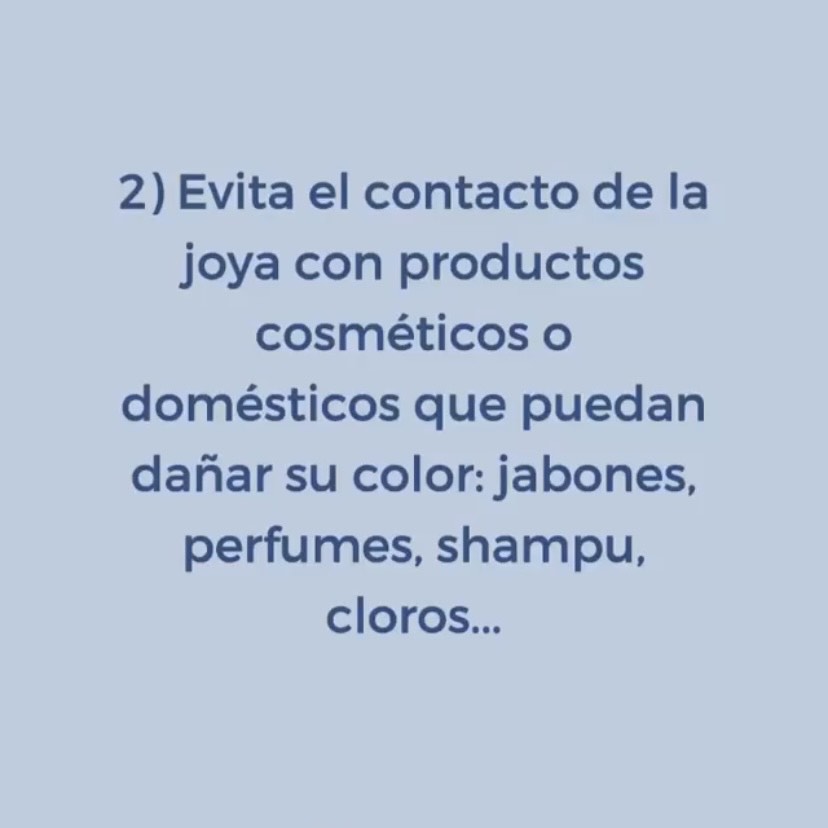 2) Evita el contacto de la
joya con productos
cosméticos o
domésticos que puedan
dañar su color: jabones,
perfumes, shampu,
cloros...